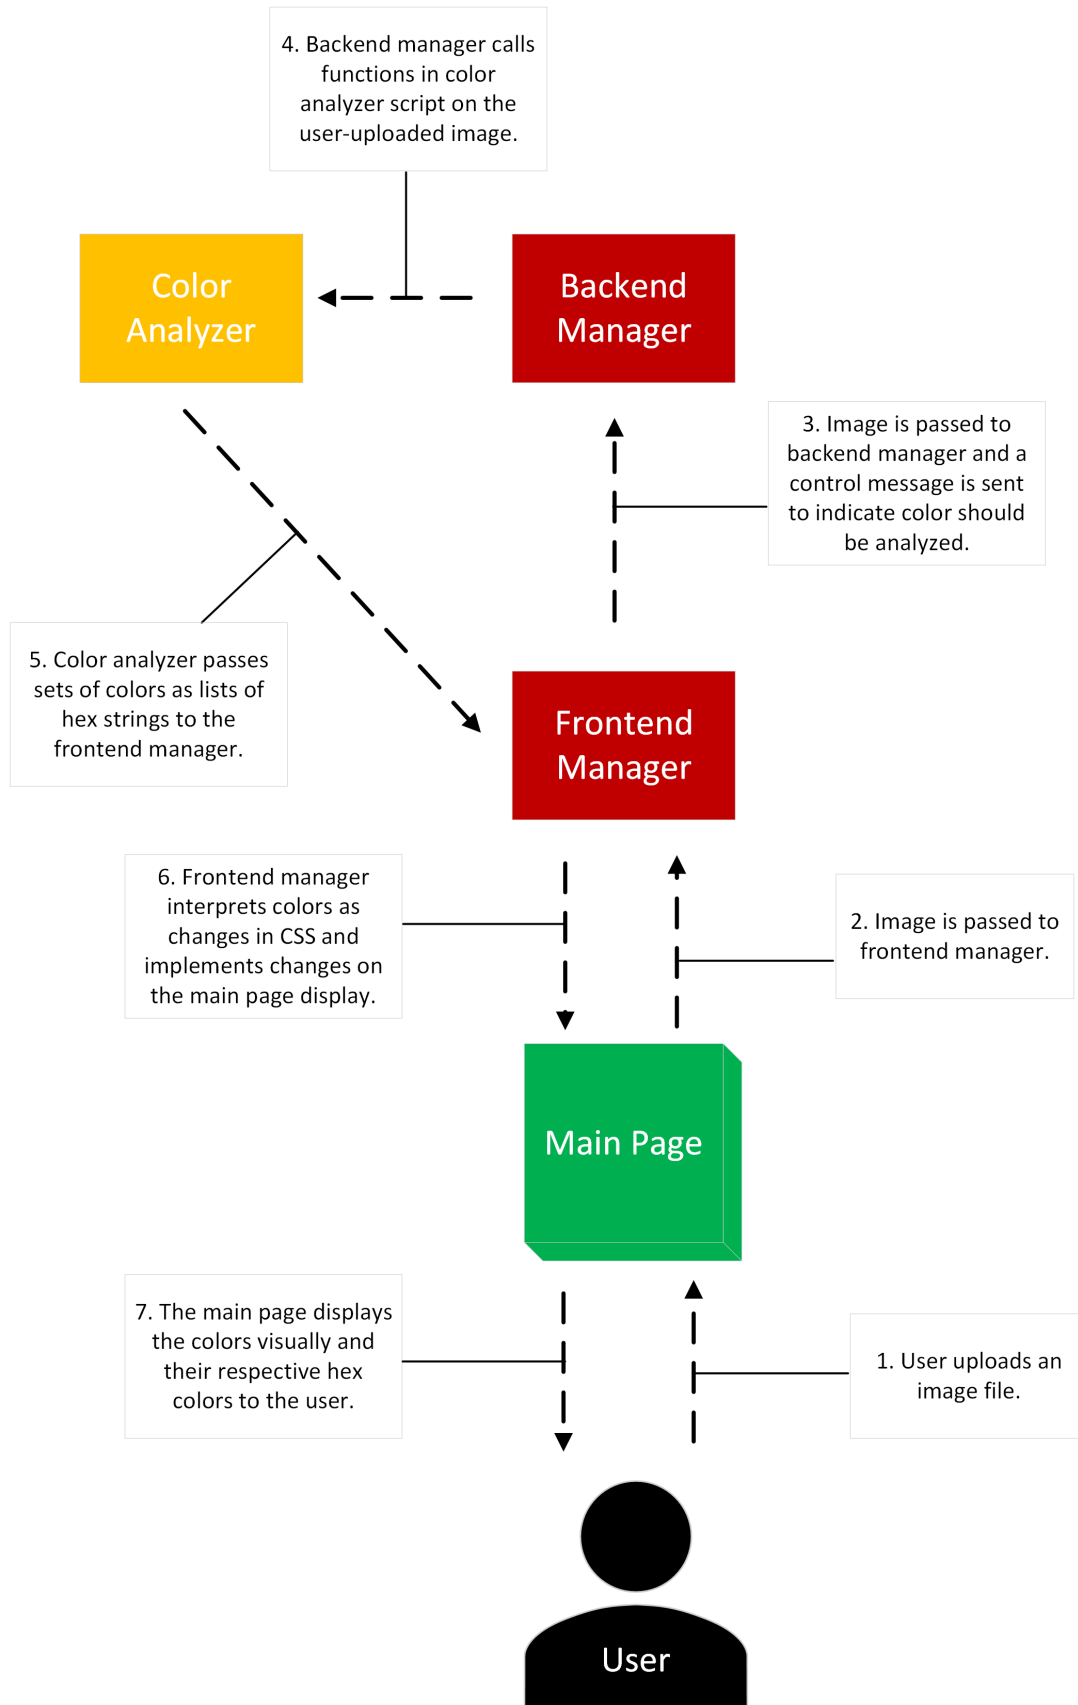 4. Backend manager calls
functions in color
analyzer script on the
user-uploaded image.
Color
Analyzer
Backend
Manager
3. Image is passed to
backend manager and a
control message is sent
to indicate color should
be analyzed.
5. Color analyzer passes
sets of colors as lists of
hex strings to the
frontend manager.
Frontend
Manager
6. Frontend manager
interprets colors as
changes in CSS and
implements changes on
the main page display.
2. Image is passed to
frontend manager.
Main Page
7. The main page displays
the colors visually and
their respective hex
colors to the user.
1. User uploads an
image file.
User